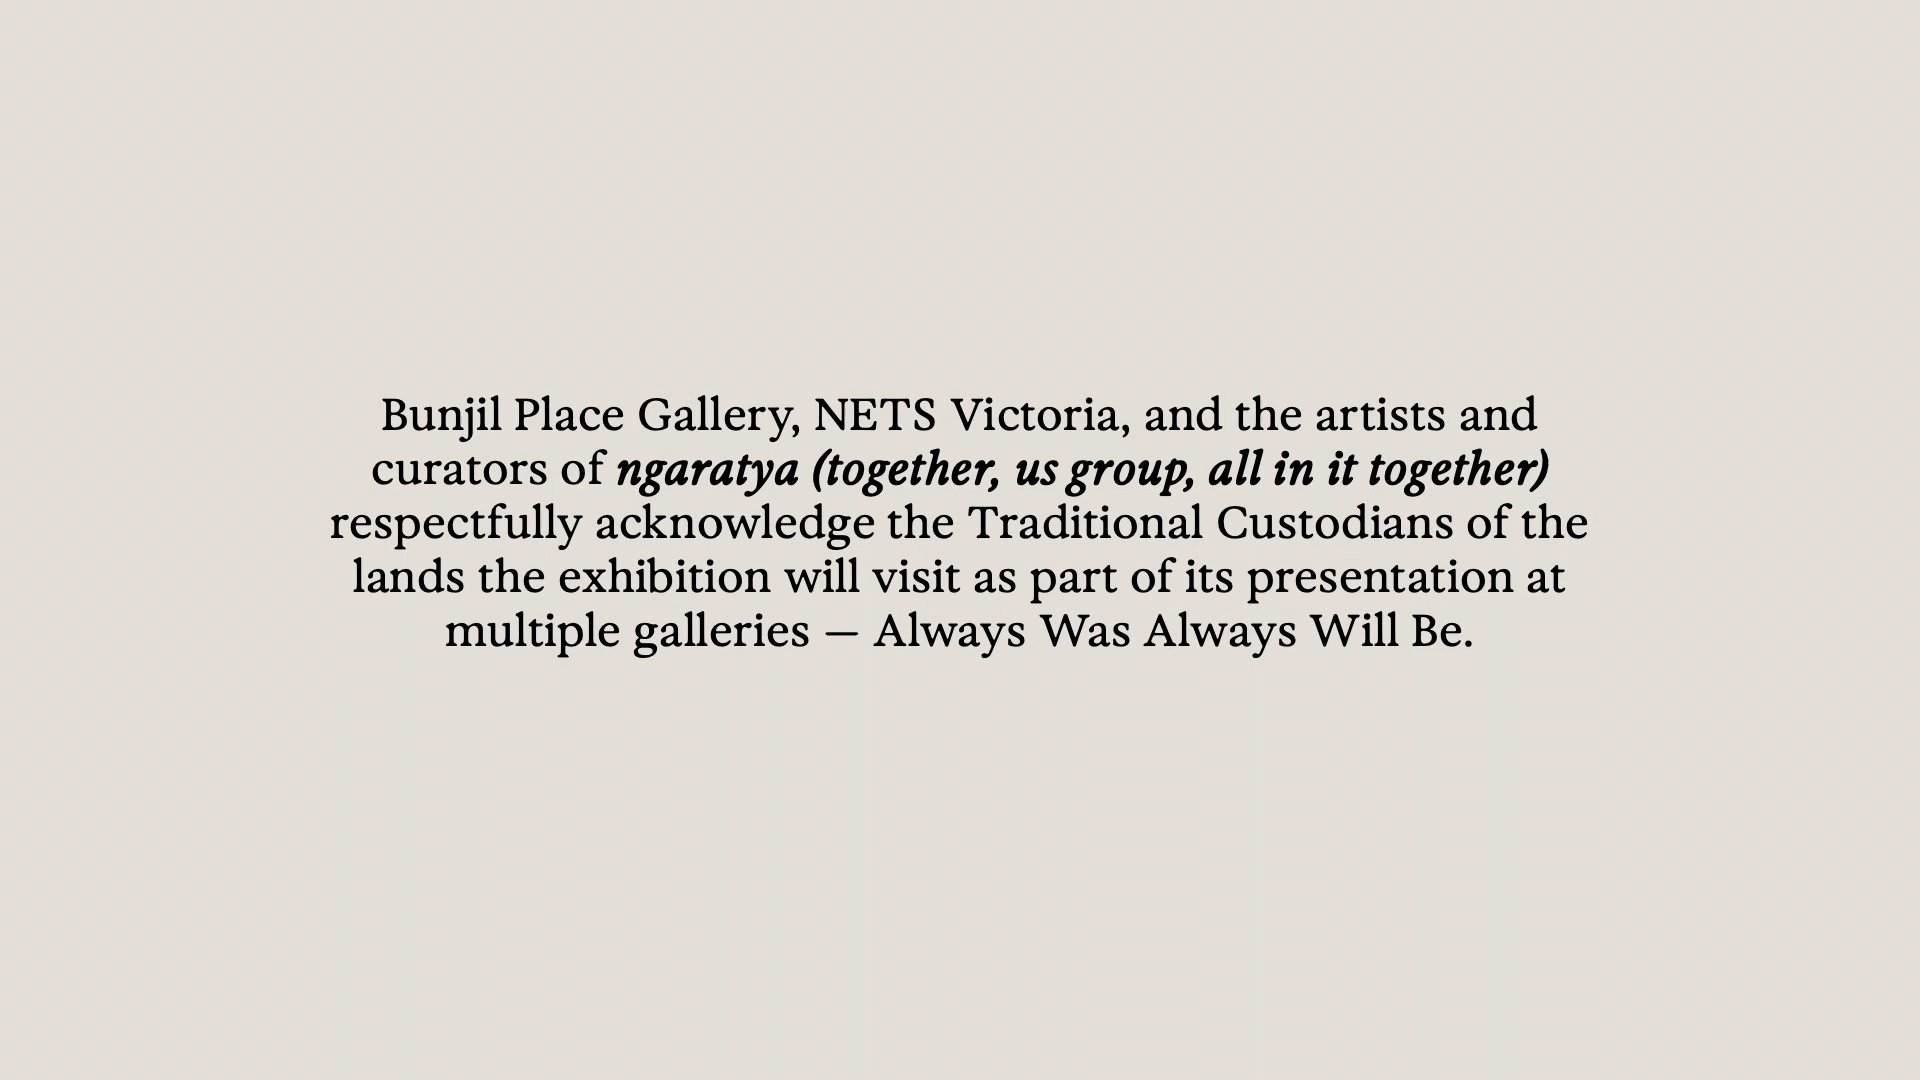 Bunjil Place Gallery, NETS Victoria, and the artists and
curators of ngaratya (together, us group, all in it together)
respectfully acknowledge the Traditional Custodians of the
lands the exhibition will visit as part of its presentation at
multiple galleries — Always Was Always Will Be.